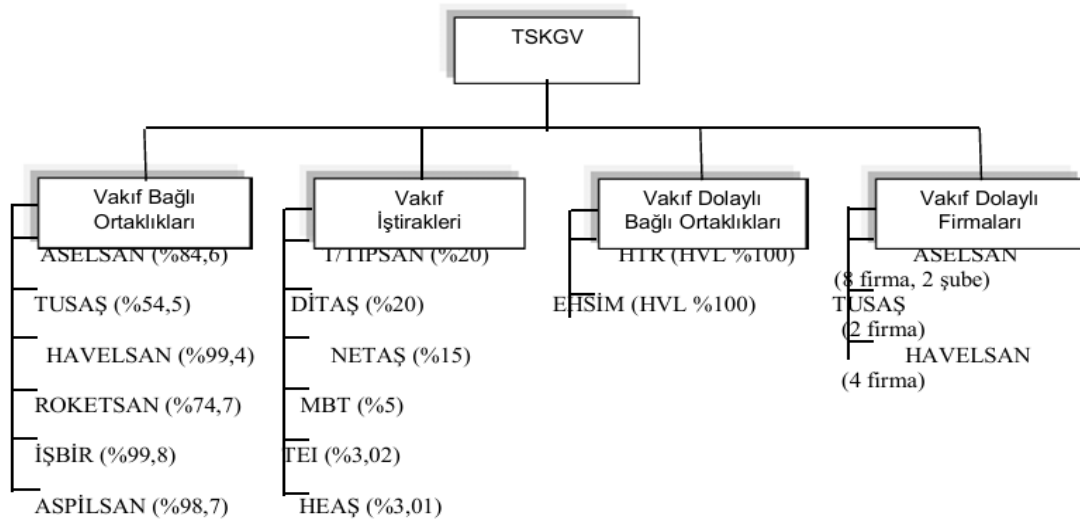 TSKGV
Vakıf Bağlı
Ortaklıkları
ASELSAN (%84,6)
TUSAŞ (%54,5)
HAVELSAN (%99,4)
ROKETSAN (%74,7)
İŞBİR (%99,8)
ASPİLSAN (%98,7)
Vakıf
İştirakleri
T/TIPSAN (%20)
DİTAŞ (%20)
NETAŞ (%15)
MBT (%5)
TEI (%3,02)
HEAŞ (%3,01)
Vakıf Dolaylı
Bağlı Ortaklıkları
HTR (HVL %100)
EHSİM (HVL %100)
Vakıf Dolaylı
Firmaları
ASELSAN
(8 firma, 2 şube)
TUSAŞ
(2 firma)
HAVELSAN
(4 firma)